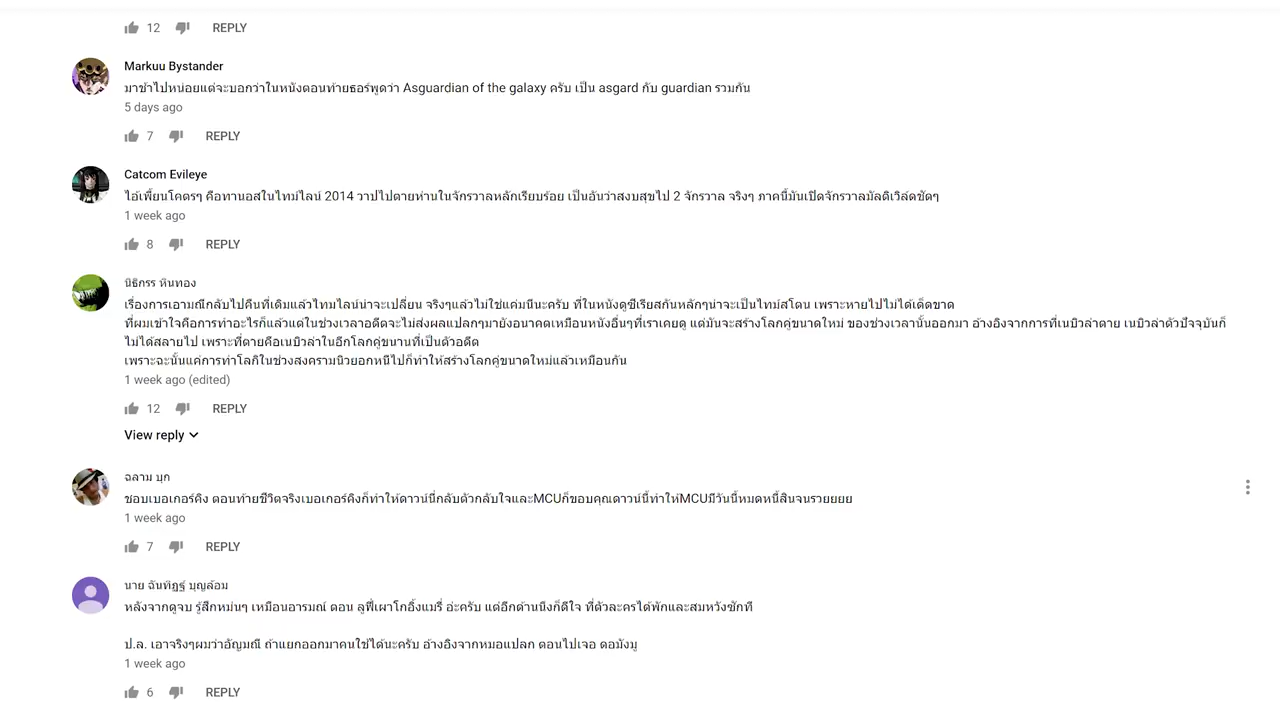 12 REPLY
Markuu Bystander
มาช้าไปหน่อยแต่จะบอกว่าในหนังตอนท้ายธอร์พูดว่า Asguardian of the galaxy ครับ เป็น asgard กับ guardian รวมกัน
5 days ago
7 REPLY
Catcom Evileye
ไอ้เพี้ยนโคตรๆ คือทานอสในไทม์ไลน์ 2014 วาปไปตายห่านในจักรวาลหลักเรียบร้อย เป็นอันว่าสงบสุขไป 2 จักรวาล จริงๆ ภาคนี้มันเปิดจักรวาลมัลติเวิล์ดชัดๆ
1 week ago
8 REPLY
นิธิกรร หินทอง
เรื่องการเอามณีกลับไปคืนที่เดิมแล้วไทมไลน์น่าจะเปลี่ยน จริงๆแล้วไม่ใช่แค่มนีนะครับ ที่ในหนังดูซีเรียสกันหลักๆน่าจะเป็นไทม์สโตน เพราะหายไปไม่ได้เด็ดขาด
ที่ผมเข้าใจคือการทำอะไรก็แล้วแต่ในช่วงเวลาอดีตจะไม่ส่งผลแปลกๆมายังอนาคตเหมือนหนังอื่นๆที่เราเคยดู แต่มันจะสร้างโลกคู่ขนาดใหม่ ของช่วงเวลานั้นออกมา อ้างอิงจากการที่เนบิวล่าตาย เนบิวล่าตัวปัจจุบันก็
ไม่ได้สลายไป เพราะที่ตายคือเนบิวล่าในอีกโลกคู่ขนานที่เป็นตัวอดีต
เพราะฉะนั้นแค่การทำโลกิในช่วงสงครามนิวยอกหนีไปก็ทำให้สร้างโลกคู่ขนาดใหม่แล้วเหมือนกัน
1 week ago (edited)
12 REPLY
View reply
ฉลาม บุก
ชอบเบอเกอร์คิง ตอนท้ายชีวิตจริงเบอเกอร์คิงก็ทำให้ดาวน์นี่กลับตัวกลับใจและMCUก็ขอบคุณดาวน์นี้ทำให้MCUมีวันนี้หมดหนี้สินจนรวยยยย
1 week ago
7 REPLY
นาย ฉันทิฏฐ์ บุญล้อม
หลังจากดูจบ รู้สึกหม่นๆ เหมือนอารมณ์ ตอน ลูฟี่เผาโกอิ้งแมรี่ อ่ะครับ แต่อีกด้านนึงก็ดีใจ ที่ตัวละครได้พักและสมหวังซักที
ป.ล. เอาจริงๆผมว่าอัญมณี ถ้าแยกออกมาคนใช้ได้นะครับ อ้างอิงจากหมอแปลก ตอนไปเจอ ดอมังมู
1 week ago
6 REPLY